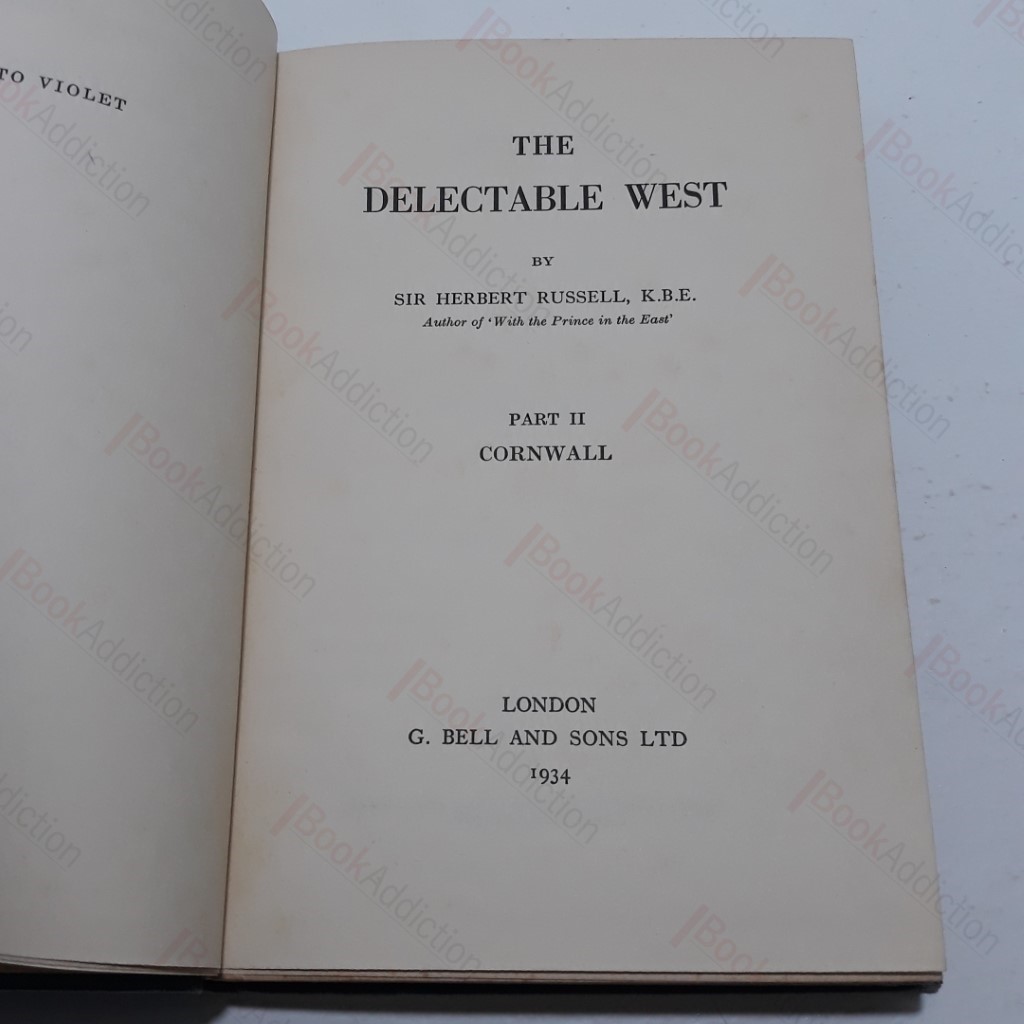 TO VIOLET
THE
DELECTABLE WEST
BY
SIR HERBERT RUSSELL, K.B.E.
Author of ‘With the Prince in the East’
PART II
CORNWALL
LONDON
G. BELL AND SONS LTD
1934
BookAddiction